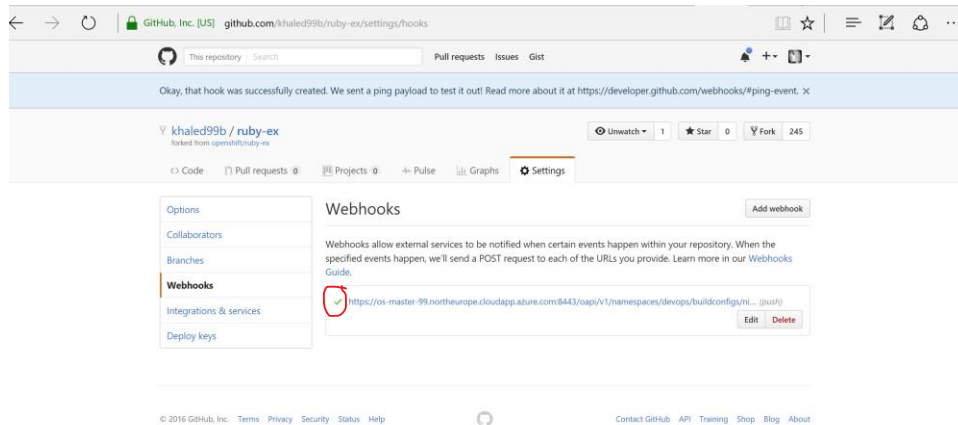 GitHub, Inc. [US] github.com/khaled99b/ruby-ex/settings/hooks
This repository Search Pull requests Issues Gist
Okay, that hook was successfully created. We sent a ping payload to test it out! Read more about it at https://developer.github.com/webhooks/#ping-event.
khaled99b / ruby-ex
Unwatch 1 Star 0 Fork 245
forked from openshift/ruby-ex
Code Pull requests 0 Projects 0 Pulse Graphs Settings
Options
Collaborators
Branches
Webhooks
Integrations & services
Deploy keys
Webhooks
Add webhook
Webhooks allow external services to be notified when certain events happen within your repository. When the
specified events happen, we'll send a POST request to each of the URLs you provide. Learn more in our Webhooks
Guide.
https://os-master-99.northeurope.cloudapp.azure.com:8443/oapi/v1/namespaces/devops/buildconfigs/ni... (push)
Edit Delete
© 2016 GitHub, Inc. Terms Privacy Security Status Help
Contact GitHub API Training Shop Blog About